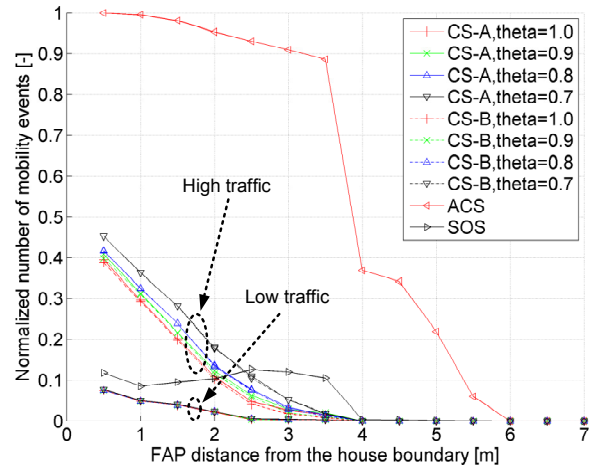 Normalized number of mobility events [-]
1
0.9
0.8
0.7
0.6
0.5
0.4
0.3
0.2
0.1
0
CS-A,theta=1.0
CS-A,theta=0.9
CS-A,theta=0.8
CS-A,theta=0.7
CS-B,theta=1.0
CS-B,theta=0.9
CS-B,theta=0.8
CS-B,theta=0.7
ACS
SOS
High traffic
Low traffic
0 1 2 3 4 5 6 7
FAP distance from the house boundary [m]